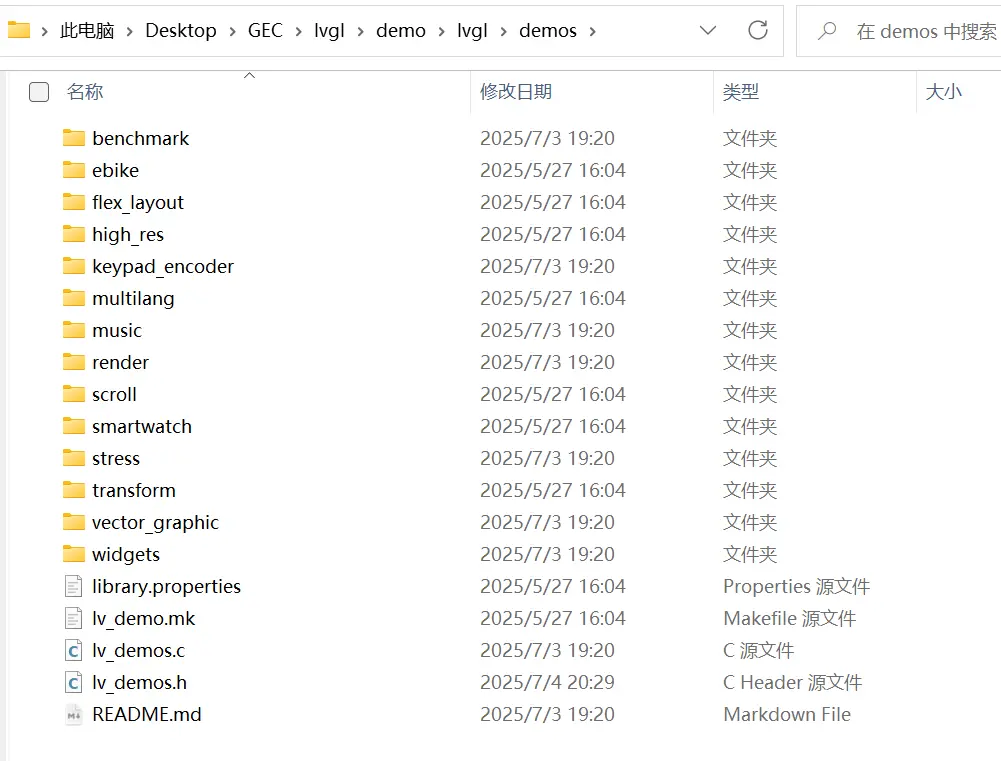 此电脑 > Desktop > GEC > lvgl > demo > lvgl > demos > 在 demos 中搜索
名称 修改日期 类型 大小
benchmark 2025/7/3 19:20 文件夹
ebike 2025/5/27 16:04 文件夹
flex_layout 2025/5/27 16:04 文件夹
high_res 2025/5/27 16:04 文件夹
keypad_encoder 2025/7/3 19:20 文件夹
multilang 2025/5/27 16:04 文件夹
music 2025/7/3 19:20 文件夹
render 2025/7/3 19:20 文件夹
scroll 2025/5/27 16:04 文件夹
smartwatch 2025/5/27 16:04 文件夹
stress 2025/7/3 19:20 文件夹
transform 2025/5/27 16:04 文件夹
vector_graphic 2025/7/3 19:20 文件夹
widgets 2025/7/3 19:20 文件夹
library.properties 2025/5/27 16:04 Properties 源文件
lv_demo.mk 2025/5/27 16:04 Makefile 源文件
C lv_demos.c 2025/7/3 19:20 C 源文件
C lv_demos.h 2025/7/4 20:29 C Header 源文件
M↓ README.md 2025/7/3 19:20 Markdown File